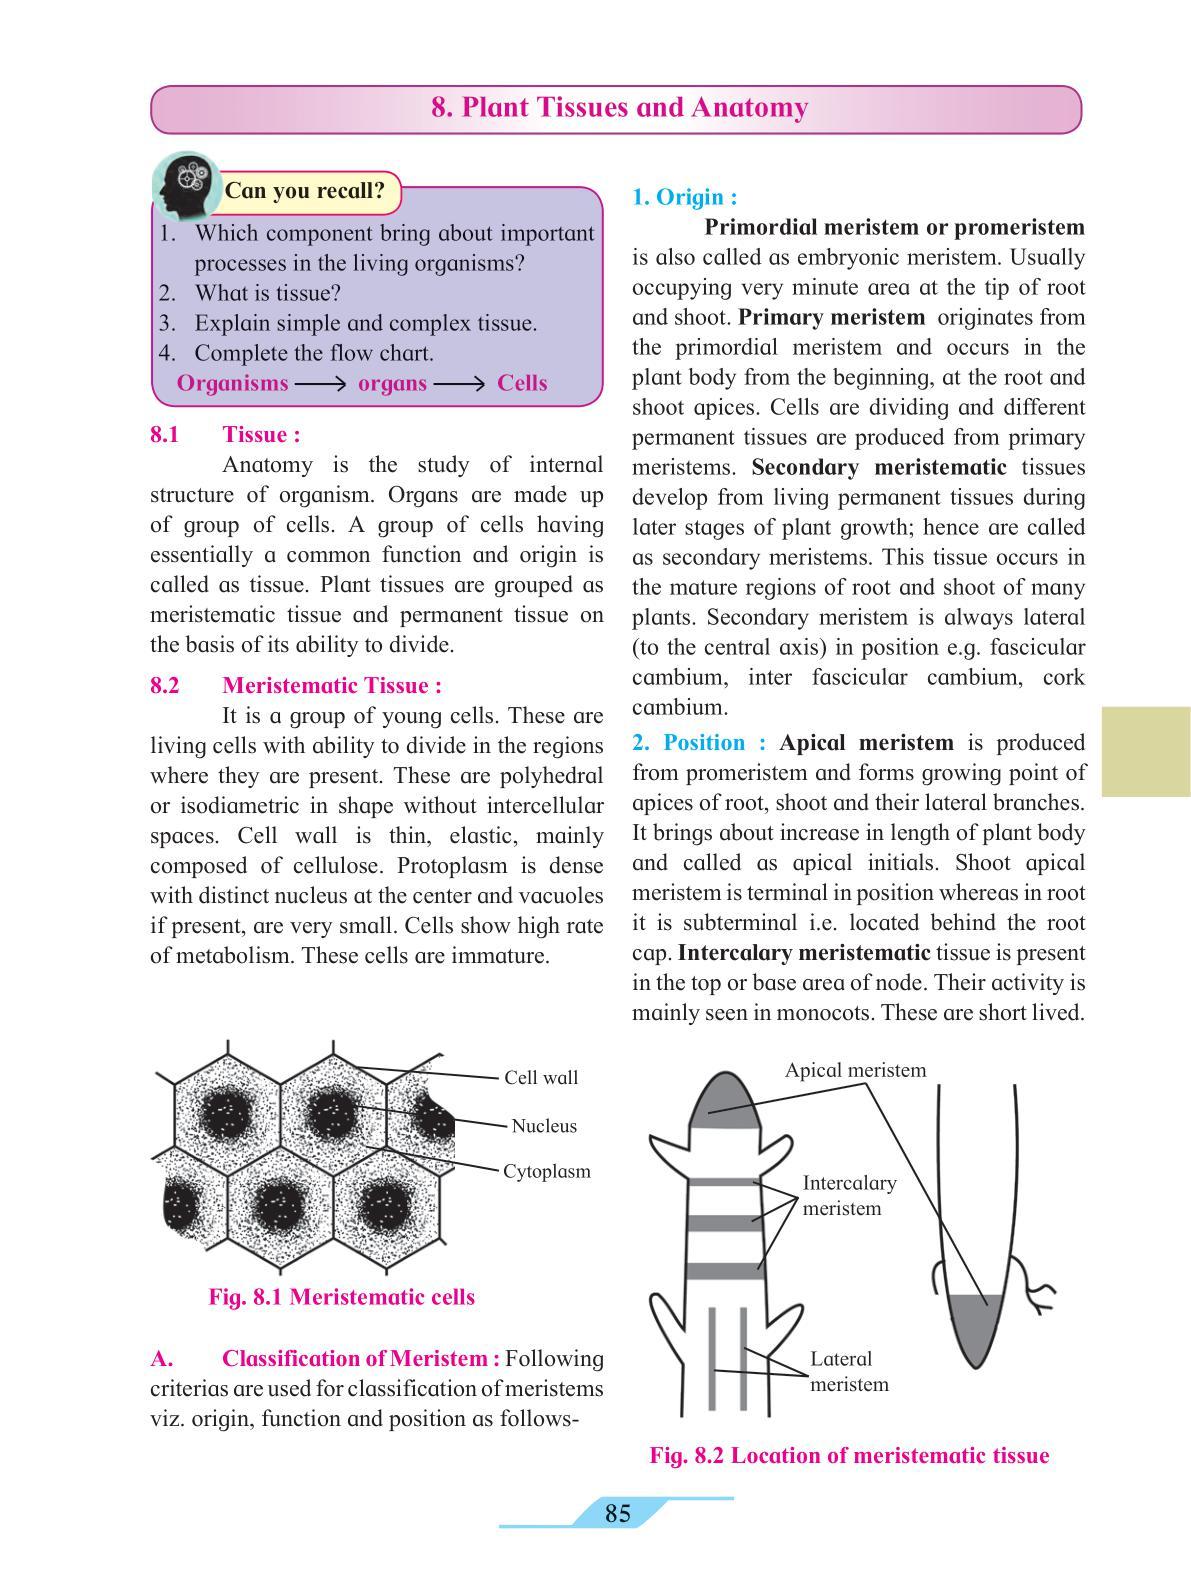 8. Plant Tissues and Anatomy
Can you recall?
1. Which component bring about important
processes in the living organisms?
2. What is tissue?
3. Explain simple and complex tissue.
4. Complete the flow chart.
Organisms ⟶ organs ⟶ Cells
8.1 Tissue :
Anatomy is the study of internal
structure of organism. Organs are made up
of group of cells. A group of cells having
essentially a common function and origin is
called as tissue. Plant tissues are grouped as
meristematic tissue and permanent tissue on
the basis of its ability to divide.
8.2 Meristematic Tissue :
It is a group of young cells. These are
living cells with ability to divide in the regions
where they are present. These are polyhedral
or isodiametric in shape without intercellular
spaces. Cell wall is thin, elastic, mainly
composed of cellulose. Protoplasm is dense
with distinct nucleus at the center and vacuoles
if present, are very small. Cells show high rate
of metabolism. These cells are immature.
Cell wall
Nucleus
Cytoplasm
Fig. 8.1 Meristematic cells
A. Classification of Meristem : Following
criterias are used for classification of meristems
viz. origin, function and position as follows-
1. Origin :
Primordial meristem or promeristem
is also called as embryonic meristem. Usually
occupying very minute area at the tip of root
and shoot. Primary meristem originates from
the primordial meristem and occurs in the
plant body from the beginning, at the root and
shoot apices. Cells are dividing and different
permanent tissues are produced from primary
meristems. Secondary meristematic tissues
develop from living permanent tissues during
later stages of plant growth; hence are called
as secondary meristems. This tissue occurs in
the mature regions of root and shoot of many
plants. Secondary meristem is always lateral
(to the central axis) in position e.g. fascicular
cambium, inter fascicular cambium, cork
cambium.
2. Position : Apical meristem is produced
from promeristem and forms growing point of
apices of root, shoot and their lateral branches.
It brings about increase in length of plant body
and called as apical initials. Shoot apical
meristem is terminal in position whereas in root
it is subterminal i.e. located behind the root
cap. Intercalary meristematic tissue is present
in the top or base area of node. Their activity is
mainly seen in monocots. These are short lived.
Apical meristem
Intercalary
meristem
Lateral
meristem
Fig. 8.2 Location of meristematic tissue
85